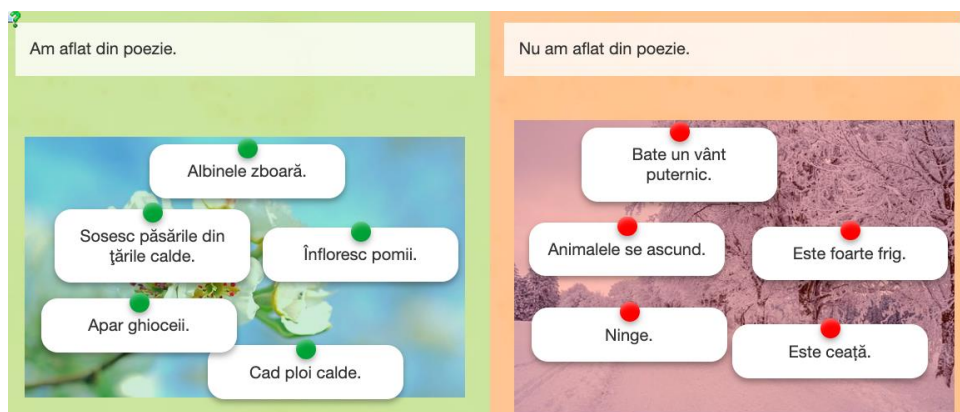 Am aflat din poezie.
Albinele zboară.
Sosesc păsările din
ţările calde.
Înfloresc pomii.
Apar ghioceii.
Cad ploi calde.
Nu am aflat din poezie.
Bate un vânt
puternic.
Animalele se ascund.
Este foarte frig.
Ninge.
Este ceață.